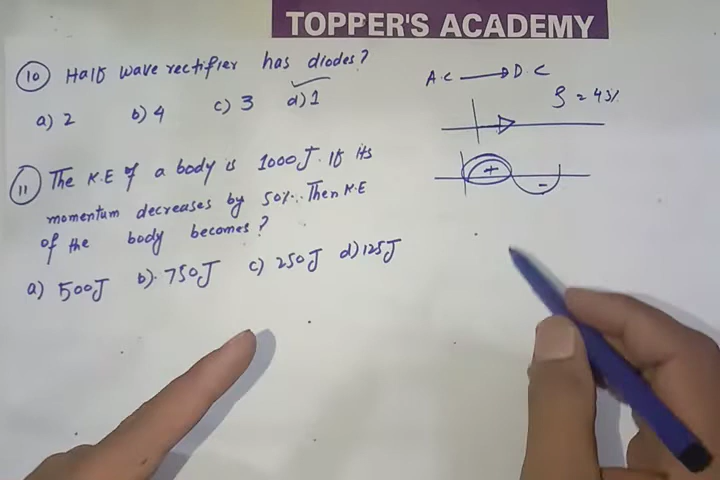 TOPPER'S ACADEMY
10 Half wave rectifier has diodes?
a) 2 b) 4 c) 3 d) 1
A.C → D.C
= 43%
+
-
11 The K.E of a body is 1000J. If its
momentum decreases by 50%. Then K.E
of the body becomes?
a) 500J b). 750J c) 250J d) 125J